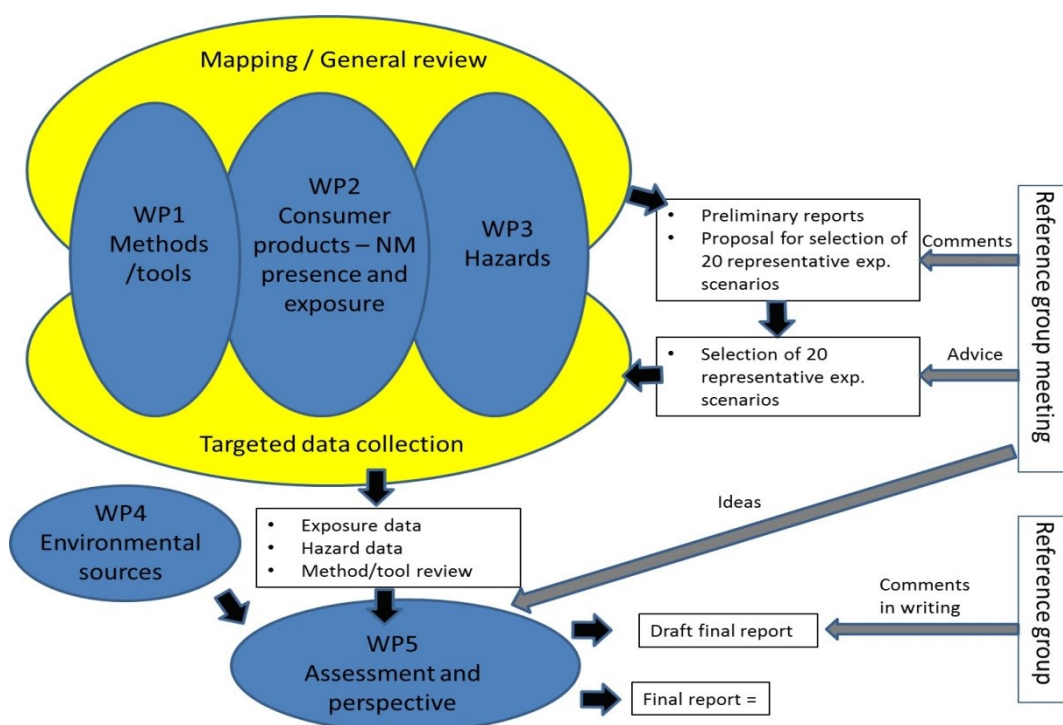 Mapping / General review
WP1
Methods
/tools
WP2
Consumer
products – NM
presence and
exposure
WP3
Hazards
• Preliminary reports
• Proposal for selection of
20 representative exp.
scenarios
Comments
Reference group meeting
• Selection of 20
representative exp.
scenarios
Advice
Targeted data collection
Ideas
WP4
Environmental
sources
• Exposure data
• Hazard data
• Method/tool review
WP5
Assessment and
perspective
Draft final report
Comments
in writing
Reference group
Final report =